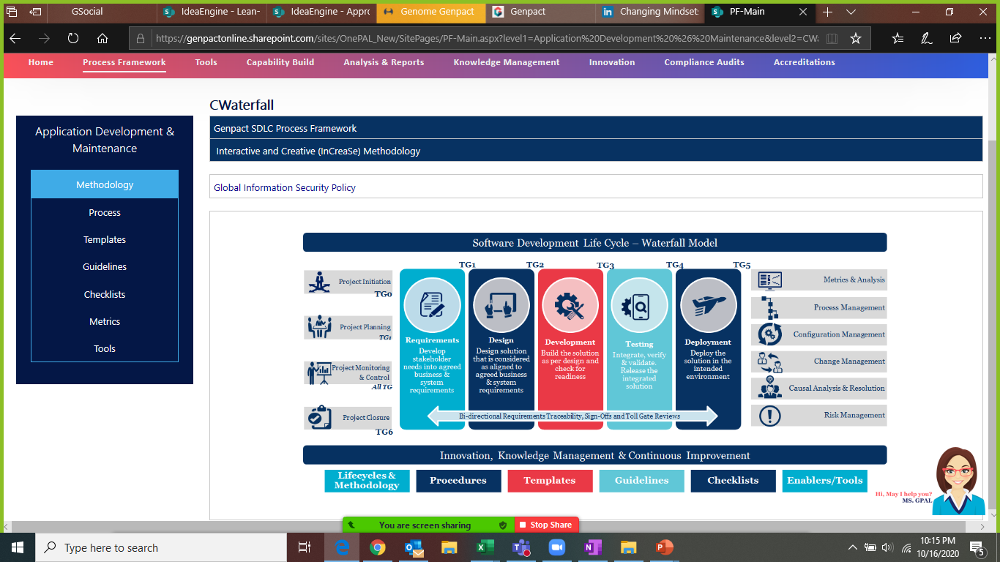 GSocial
IdeaEngine - Lean-
IdeaEngine - Appro
Genome Genpact
Genpact
Changing Mindset
PF-Main
https://genpactonline.sharepoint.com/sites/OnePAL_New/SitePages/PF-Main.aspx?level1=Application%20Development%20%26%20Maintenance&level2=CWa
Home
Process Framework
Tools
Capability Build
Analysis & Reports
Knowledge Management
Innovation
Compliance Audits
Accreditations
CWaterfall
Application Development &
Maintenance
Methodology
Process
Templates
Guidelines
Checklists
Metrics
Tools
Genpact SDLC Process Framework
Interactive and Creative (InCreaSe) Methodology
Global Information Security Policy
Software Development Life Cycle – Waterfall Model
TG1
TG2
TG3
TG4
TG5
Project Initiation
TG0
Project Planning
TG1
Project Monitoring
& Control
All TG
Project Closure
TG6
Requirements
Develop
stakeholder
needs into agreed
business &
system
requirements
Design
Design solution
that is considered
as aligned to
agreed business
& system
requirements
Development
Build the solution
as per design and
check for
readiness
Testing
Integrate, verify
& validate.
Release the
integrated
solution
Deployment
Deploy the
solution in the
intended
environment
Bi-directional Requirements Traceability, Sign-Offs and Toll Gate Reviews
Metrics & Analysis
Process Management
Configuration Management
Change Management
Causal Analysis & Resolution
Risk Management
Innovation, Knowledge Management & Continuous Improvement
Lifecycles &
Methodology
Procedures
Templates
Guidelines
Checklists
Enablers/Tools
Hi, May I help you?
MS. GPAL
You are screen sharing
Stop Share
Type here to search
10:15 PM
10/16/2020
5